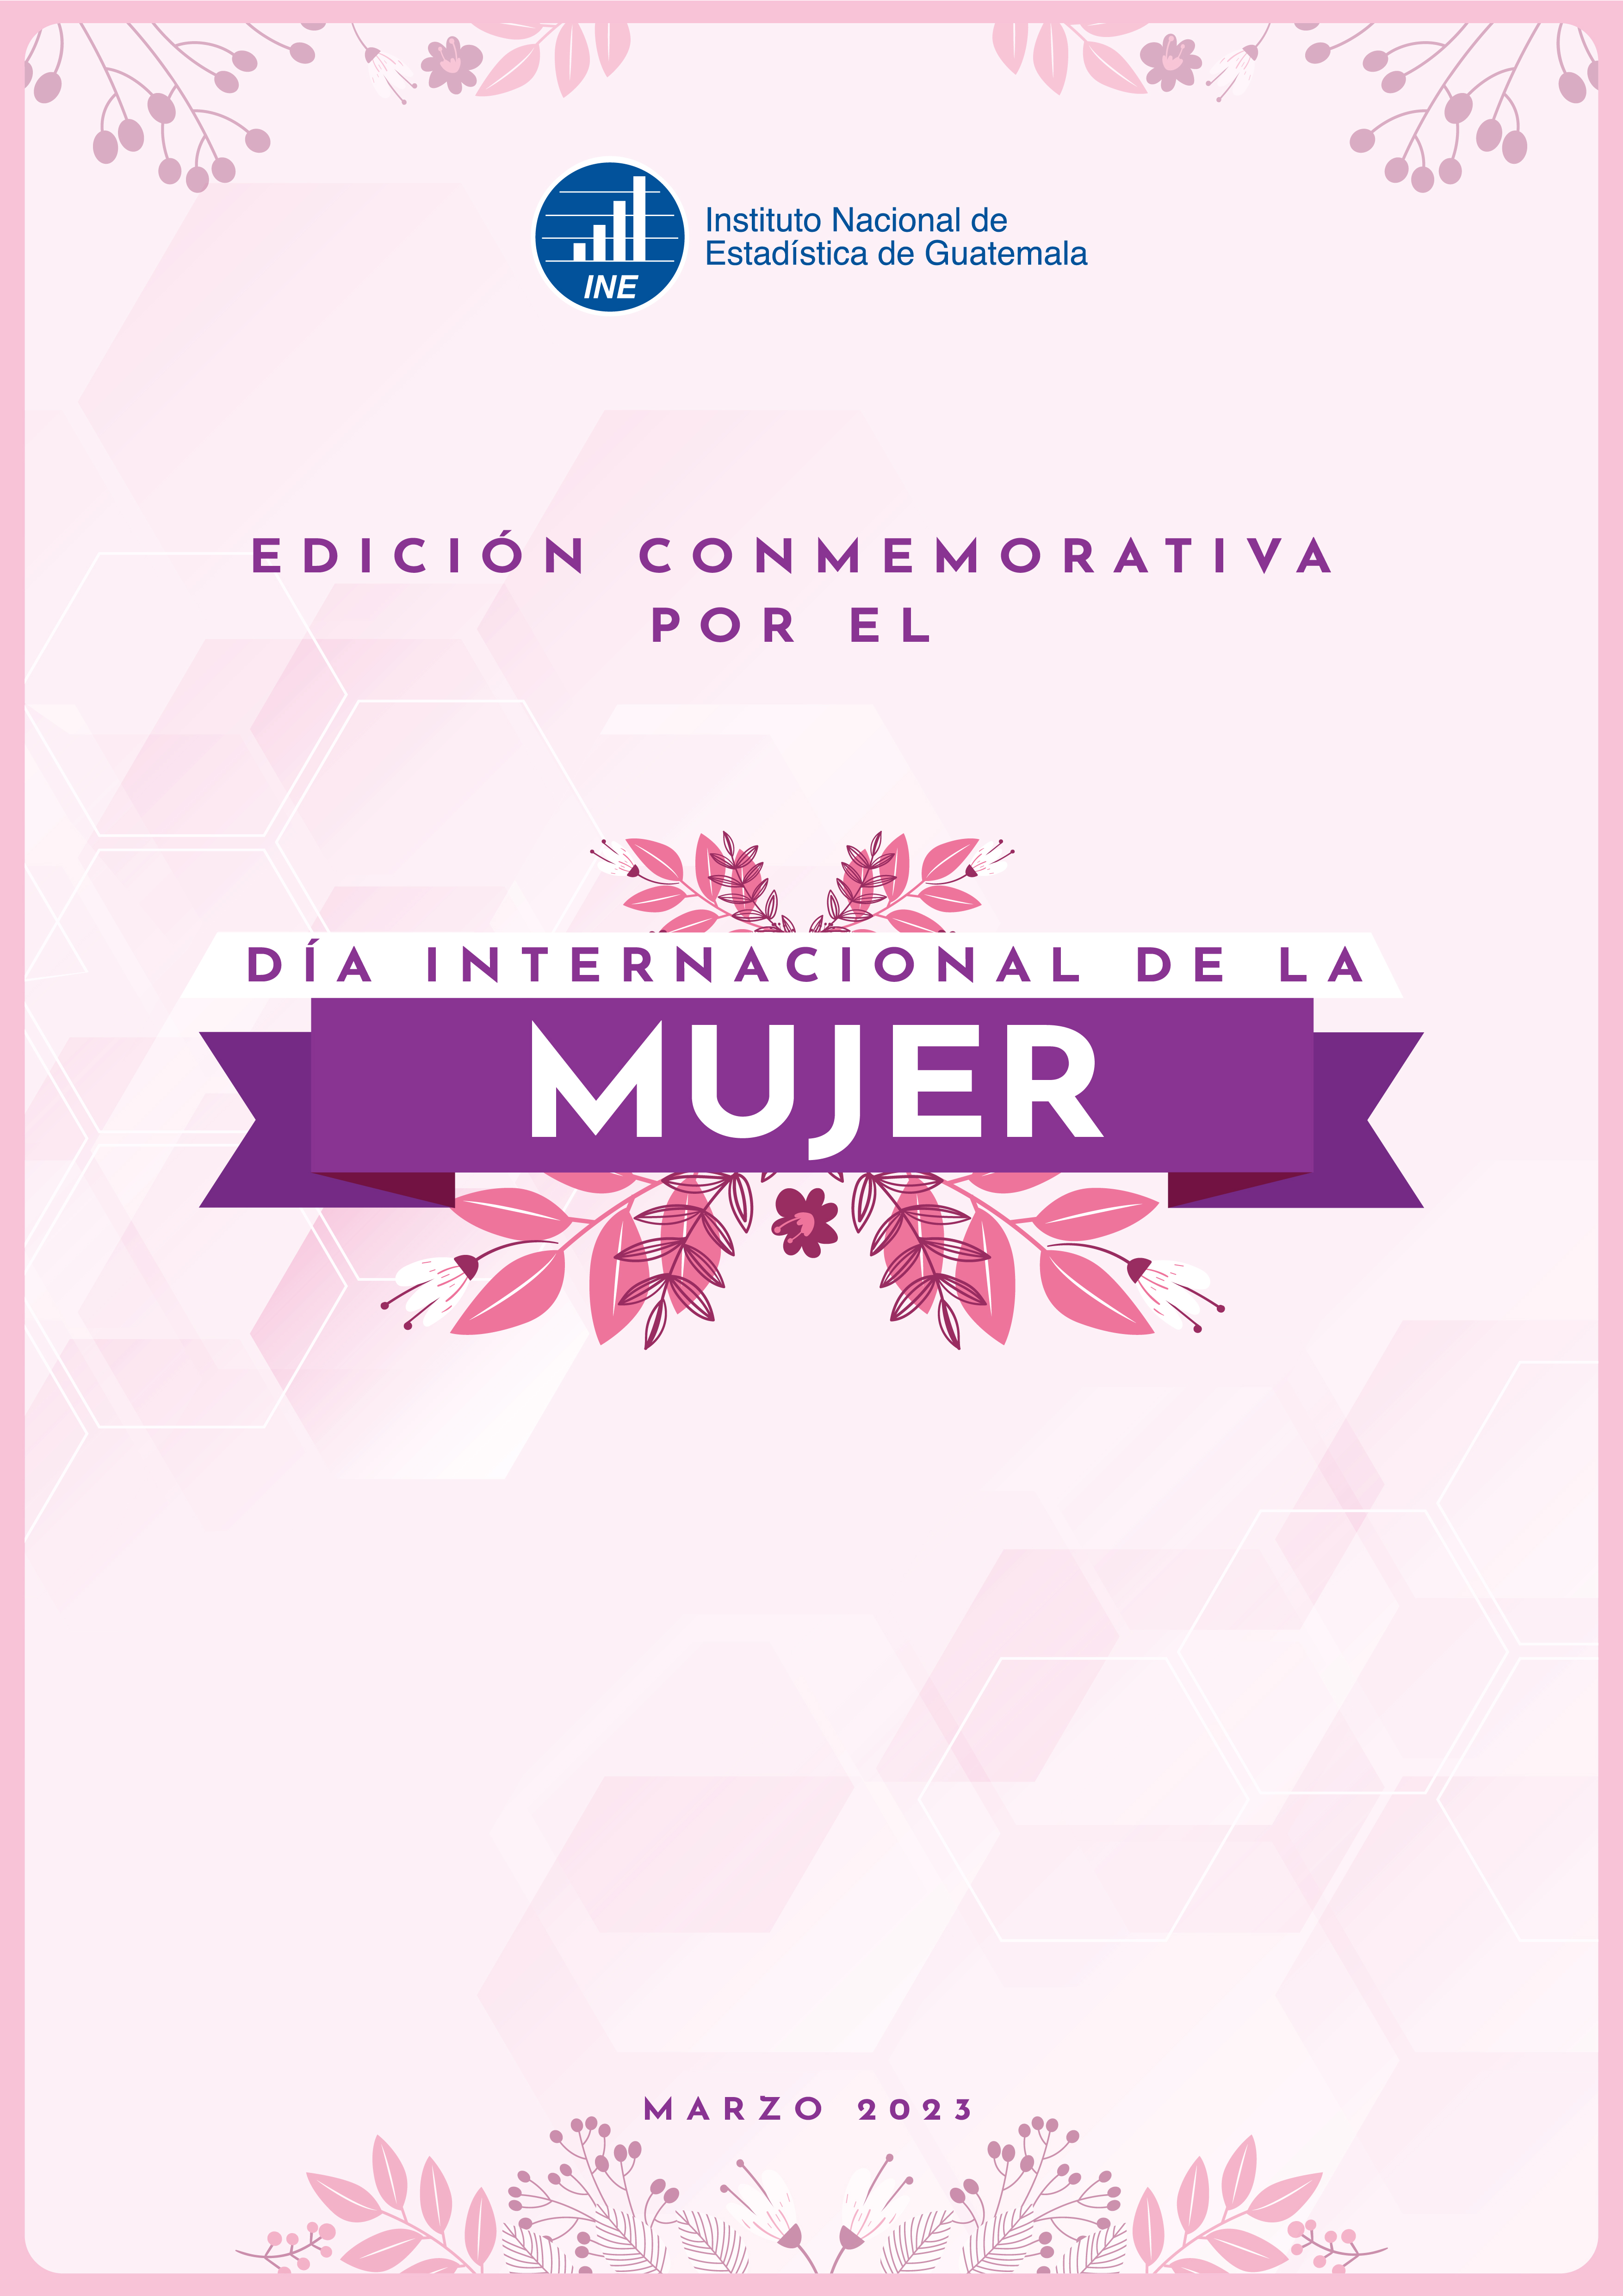 INE
Instituto Nacional de
Estadística de Guatemala
EDICIÓN CONMEMORATIVA
POR EL
DÍA INTERNACIONAL DE LA
MUJER
MARZO 2023